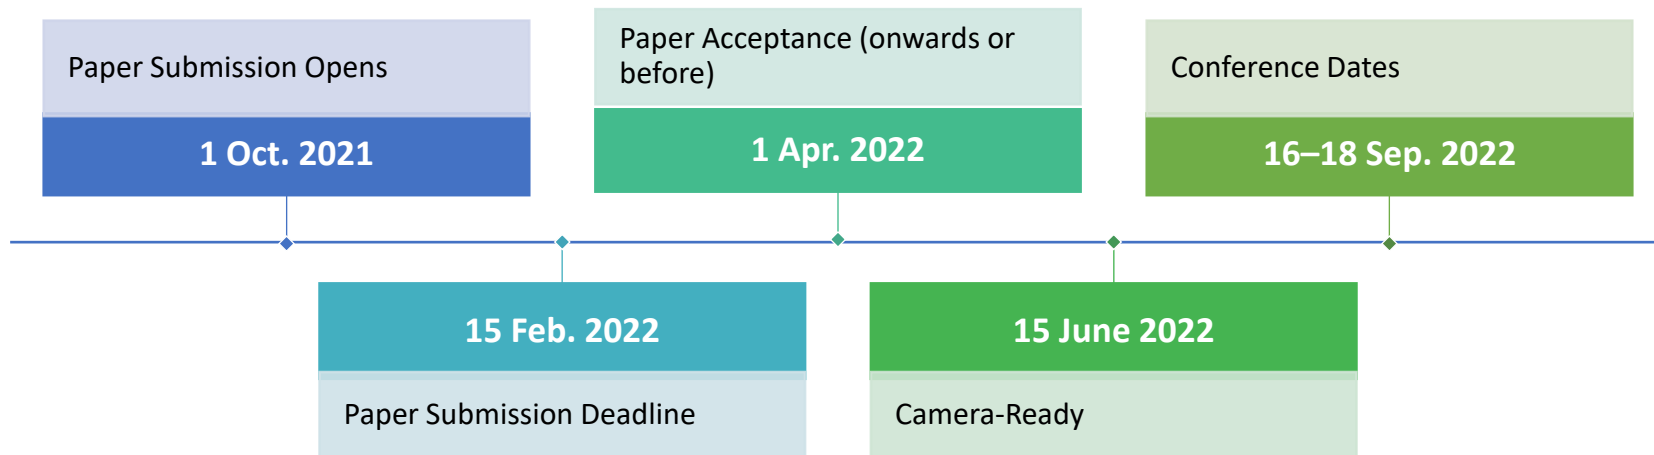 Paper Submission Opens
1 Oct. 2021
15 Feb. 2022
Paper Submission Deadline
Paper Acceptance (onwards or
before)
1 Apr. 2022
15 June 2022
Camera-Ready
Conference Dates
16–18 Sep. 2022